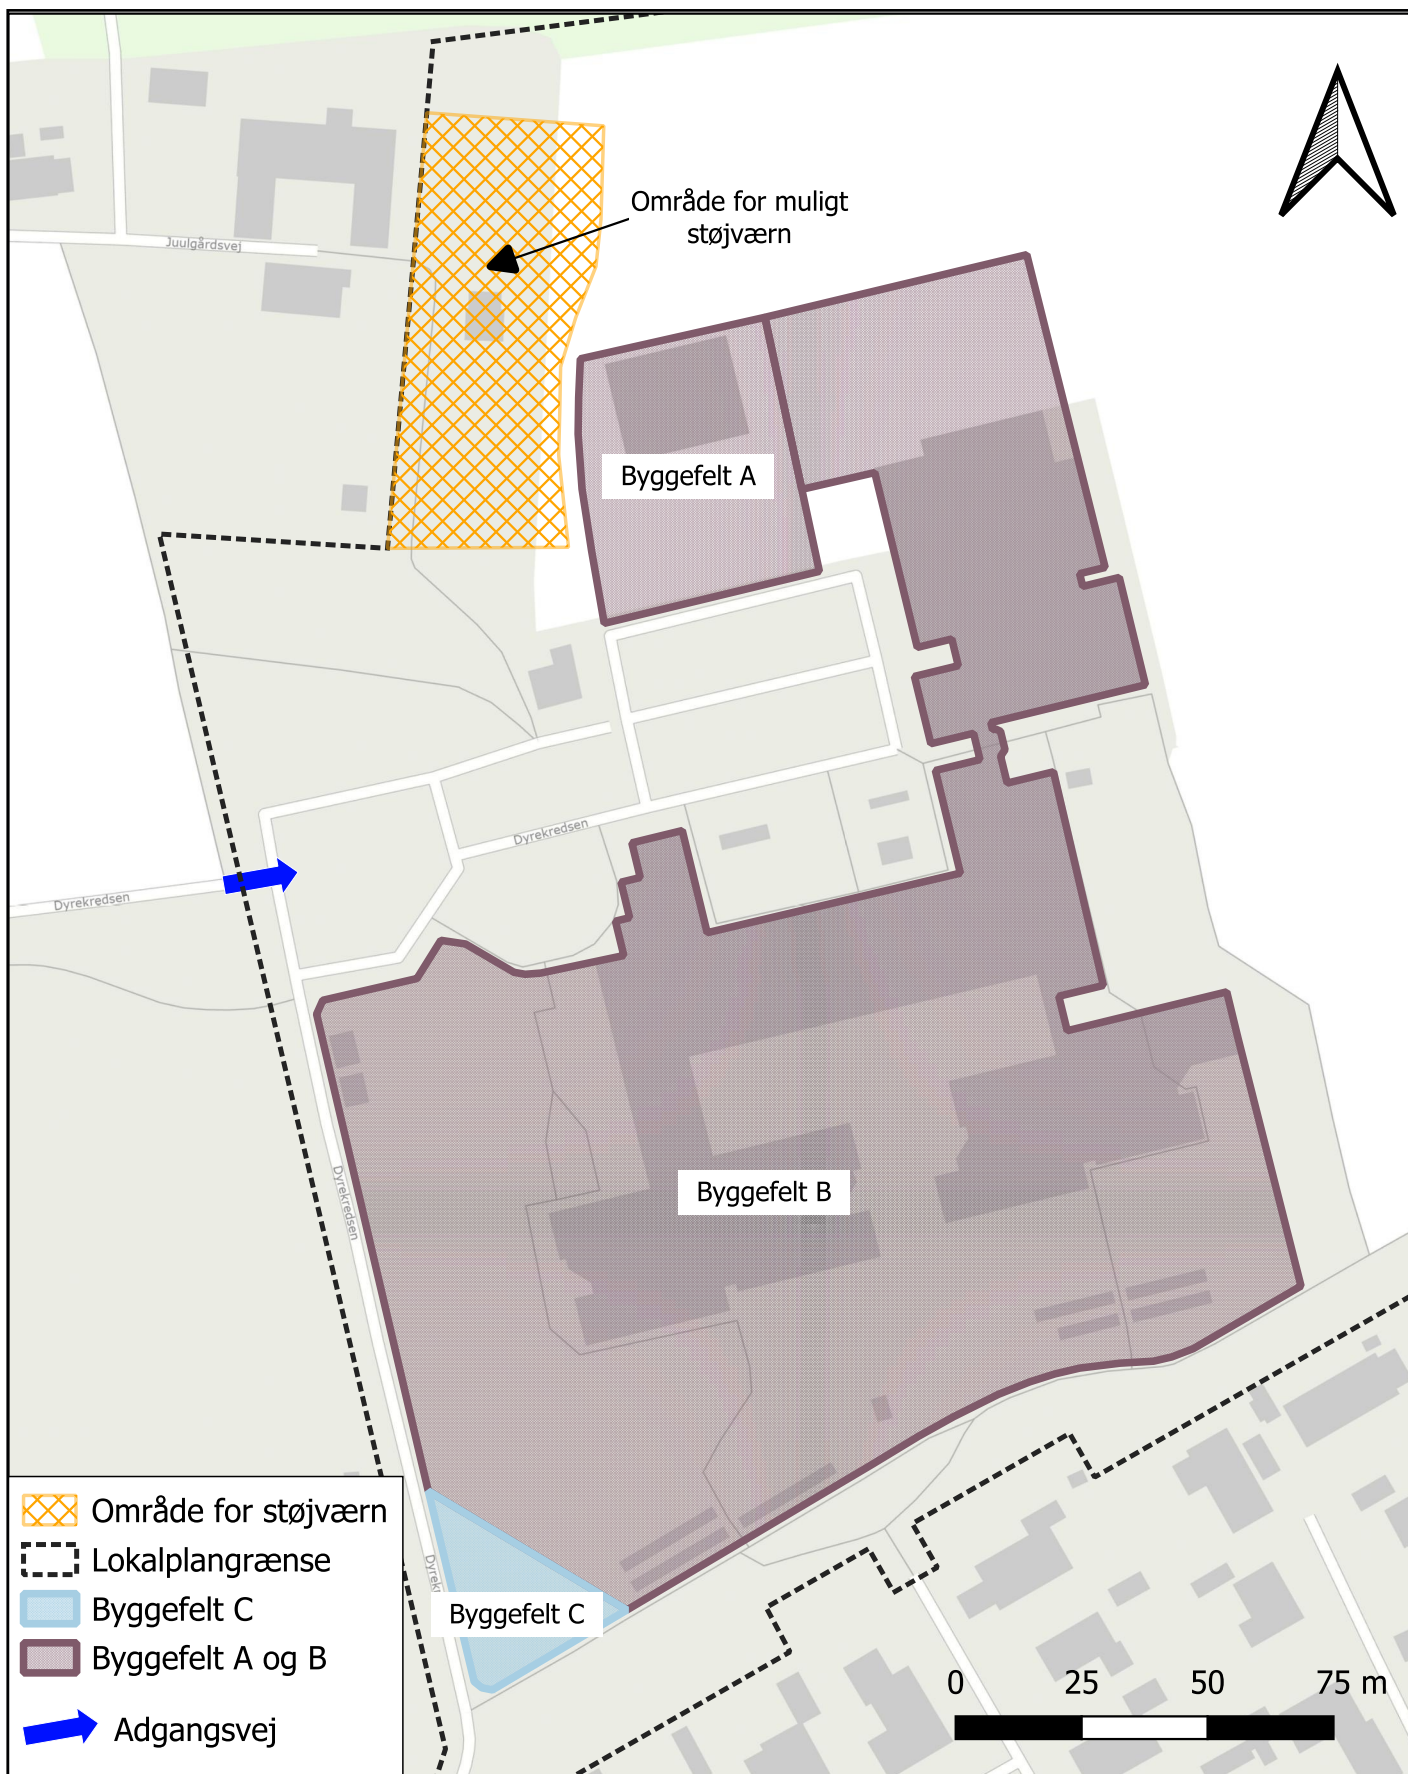 Område for muligt
støjværn
Juulgårdsvej
Byggefelt A
Dyrekredsen
Dyrekredsen
Byggefelt B
Dyrekredsen
Område for støjværn
Lokalplangrænse
Byggefelt C
Byggefelt A og B
Adgangsvej
Byggefelt C
0 25 50 75 m